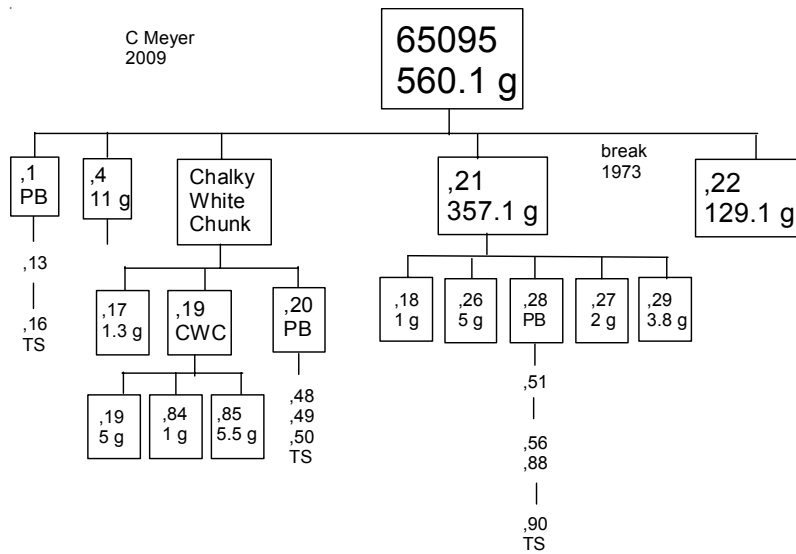 C Meyer
2009
65095
560.1 g
break
1973
,1
PB
,4
11 g
Chalky
White
Chunk
,21
357.1 g
,22
129.1 g
,13
,16
TS
,17
1.3 g
,19
CWC
,20
PB
,18
1 g
,26
5 g
,28
PB
,27
2 g
,29
3.8 g
,19
5 g
,84
1 g
,85
5.5 g
,48
,49
,50
TS
,51
,56
,88
,90
TS